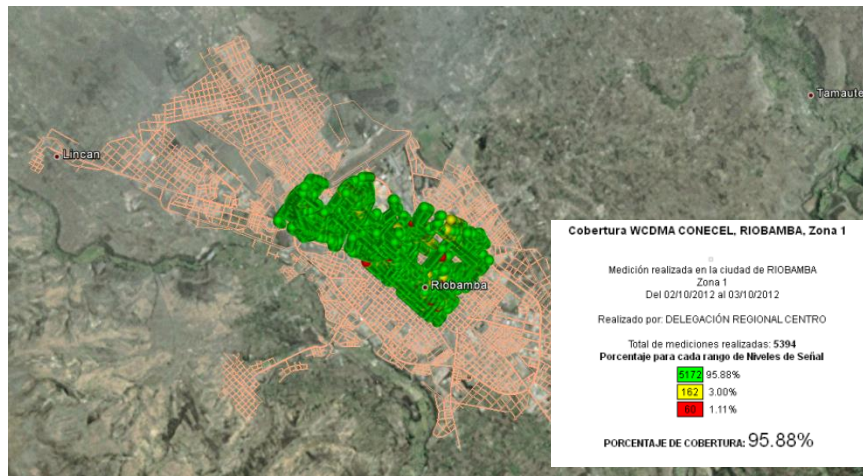 Tamaute
Lincan
Riobamba
Cobertura WCDMA CONECEL, RIOBAMBA, Zona 1
Medición realizada en la ciudad de RIOBAMBA
Zona 1
Del 02/10/2012 al 03/10/2012
Realizado por: DELEGACIÓN REGIONAL CENTRO
Total de mediciones realizadas: 5394
Porcentaje para cada rango de Niveles de Señal
5172 95.88%
162 3.00%
60 1.11%
PORCENTAJE DE COBERTURA: 95.88%